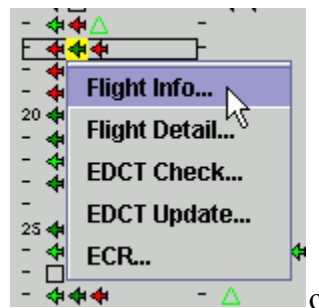 Flight Info...
20
Flight Detail...
EDCT Check...
EDCT Update...
25
ECR...